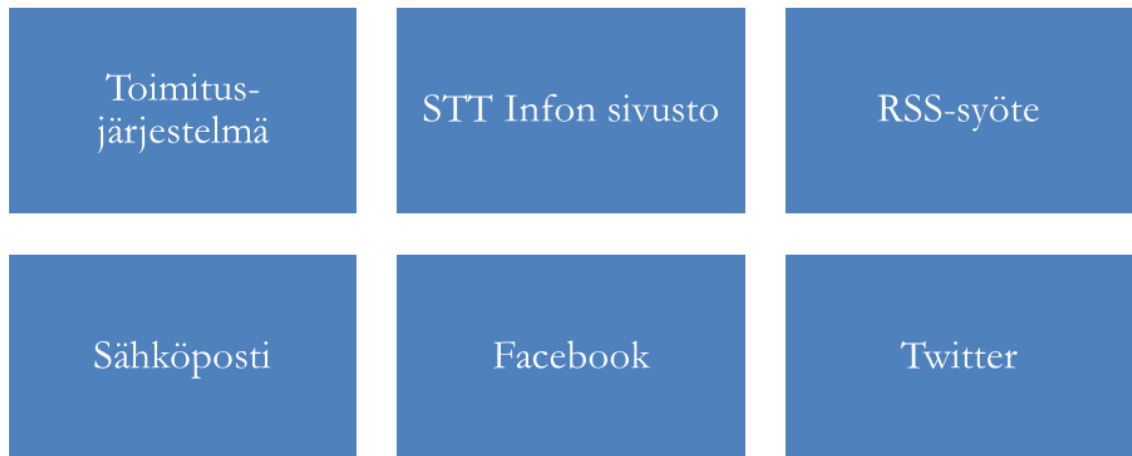 Toimitus-
järjestelmä
STT Infon sivusto
RSS-syöte
Sähköposti
Facebook
Twitter